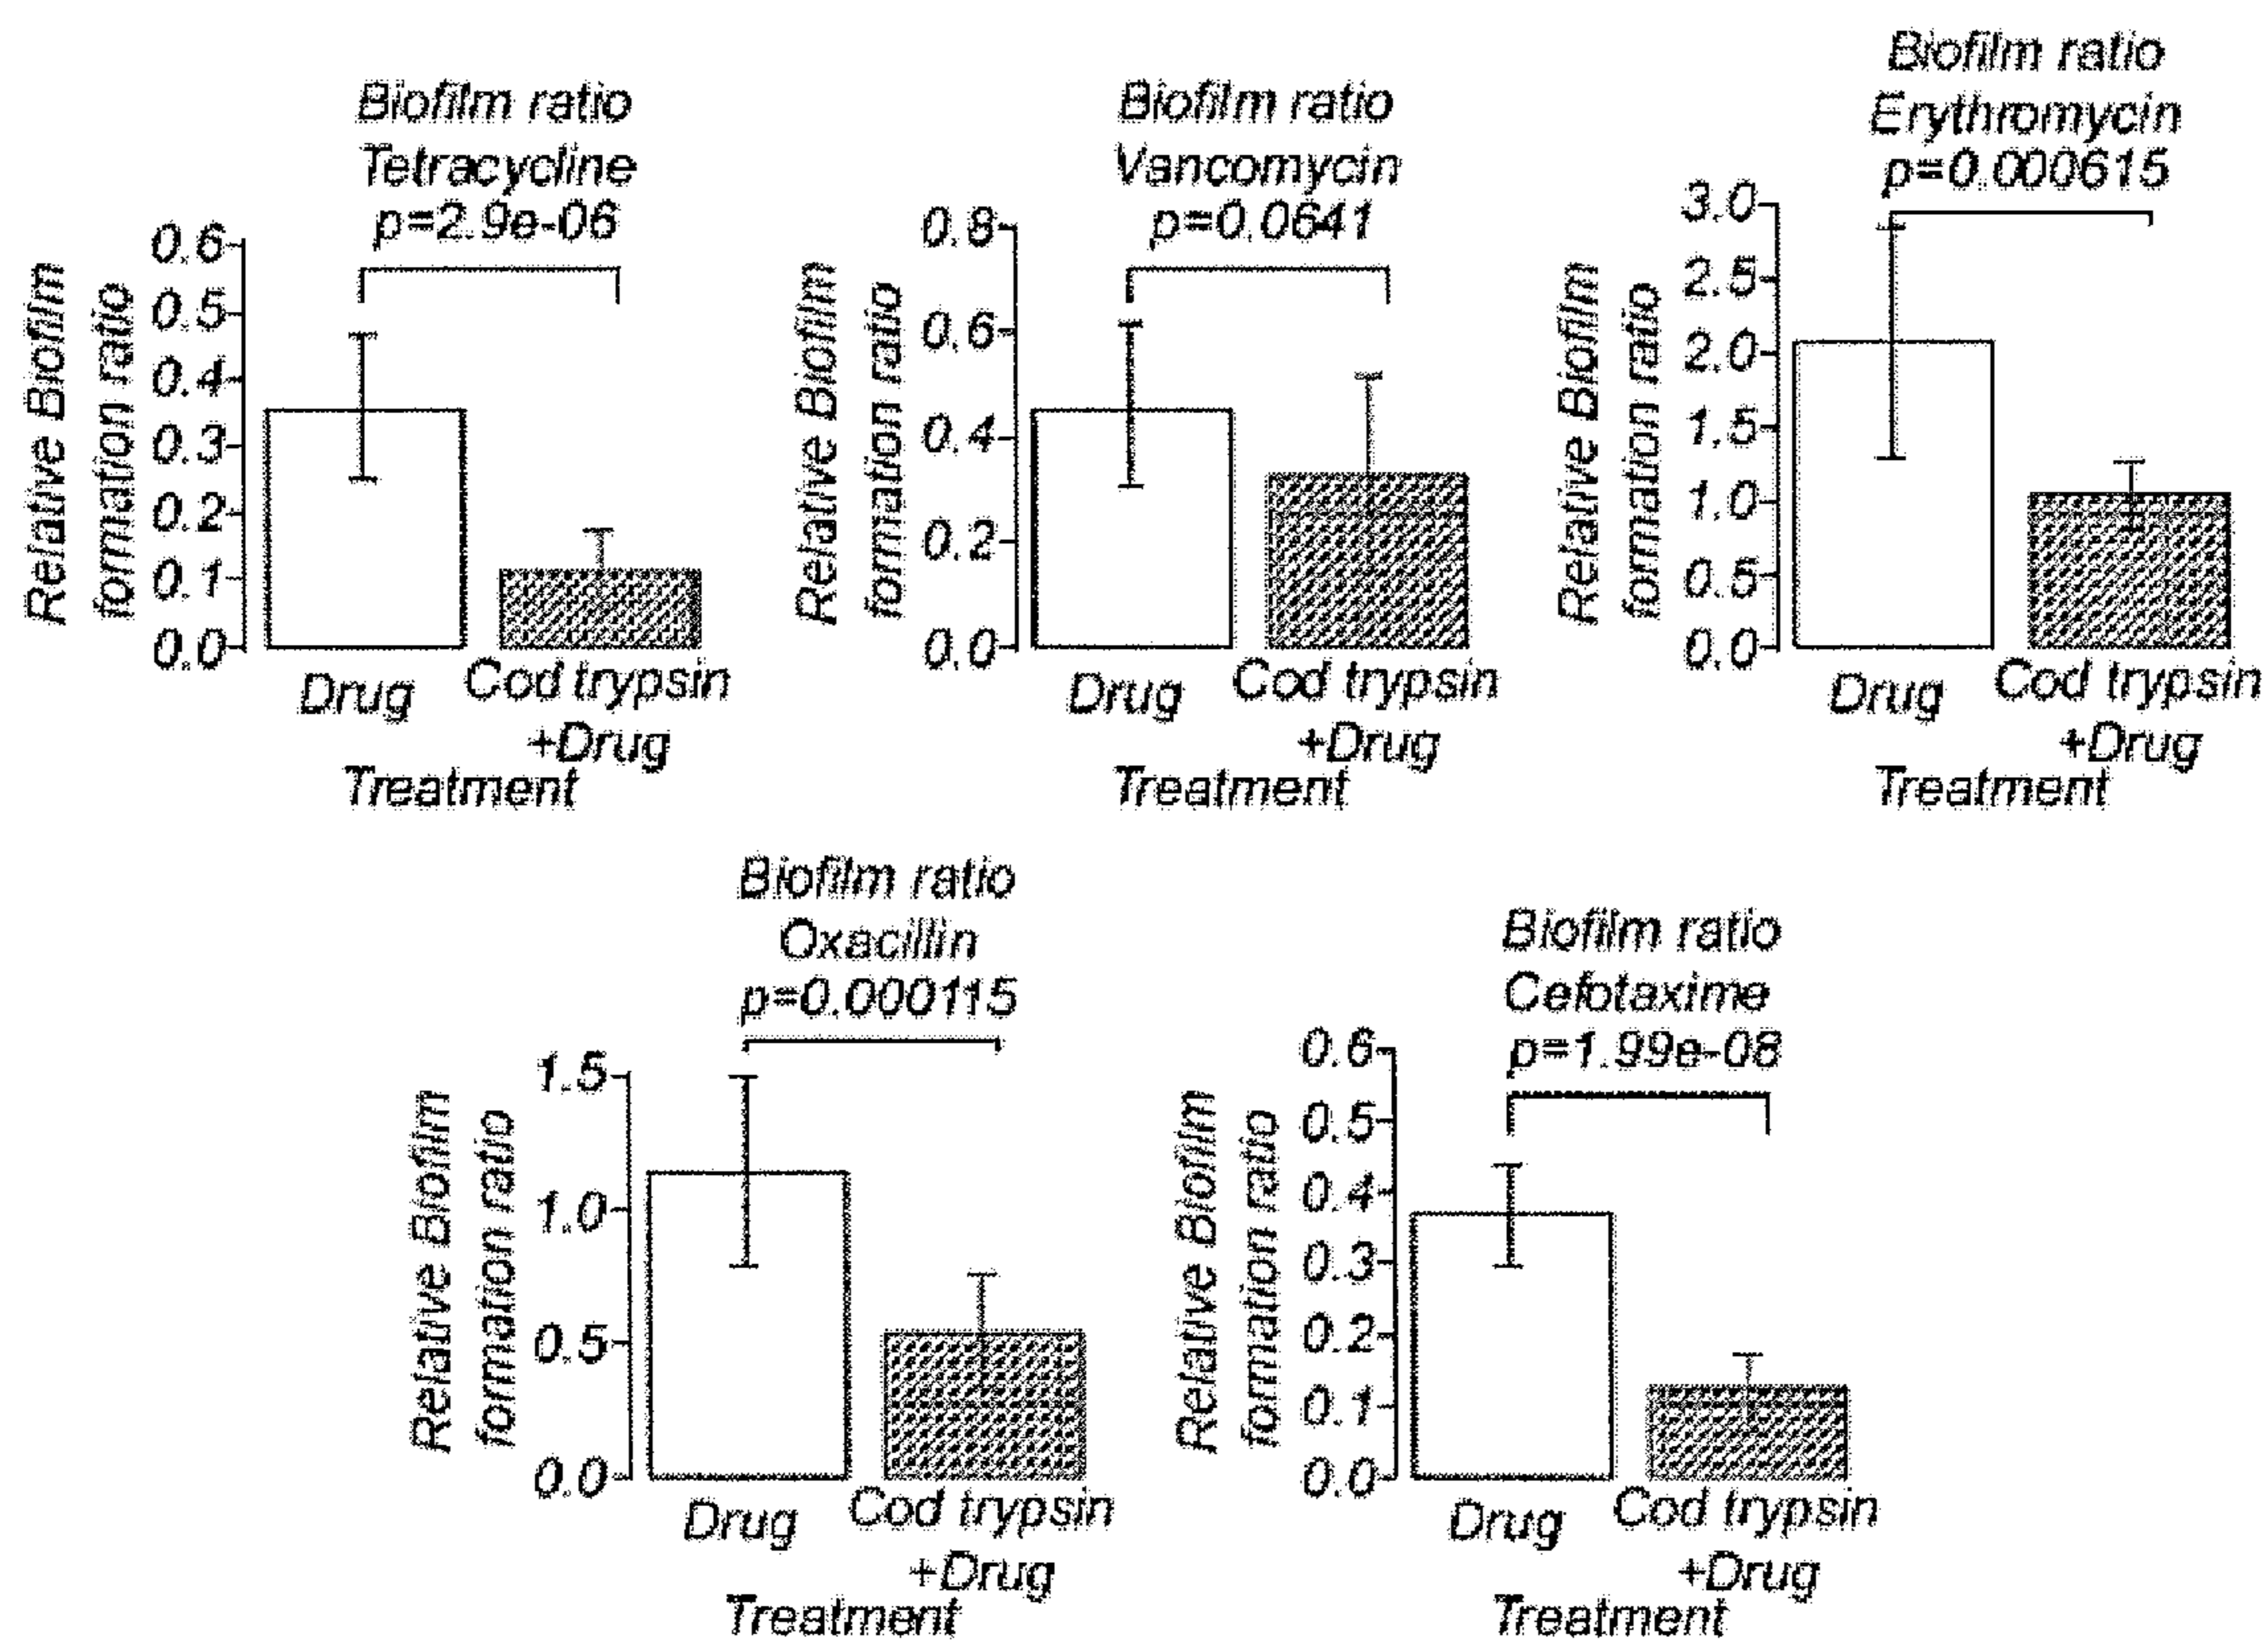 Biofilm ratio
Tetracycline
p=2.9e-06
Relative Biofilm
formation ratio
0.6
0.5
0.4
0.3
0.2
0.1
0.0
Drug
Cod trypsin
+Drug
Treatment
Biofilm ratio
Vancomycin
p=0.0641
Relative Biofilm
formation ratio
0.8
0.6
0.4
0.2
0.0
Drug
Cod trypsin
+Drug
Treatment
Biofilm ratio
Erythromycin
p=0.000615
Relative Biofilm
formation ratio
3.0
2.5
2.0
1.5
1.0
0.5
0.0
Drug
Cod trypsin
+Drug
Treatment
Biofilm ratio
Oxacillin
p=0.000115
Relative Biofilm
formation ratio
1.5
1.0
0.5
0.0
Drug
Cod trypsin
+Drug
Treatment
Biofilm ratio
Cefotaxime
p=1.99e-08
Relative Biofilm
formation ratio
0.6
0.5
0.4
0.3
0.2
0.1
0.0
Drug
Cod trypsin
+Drug
Treatment